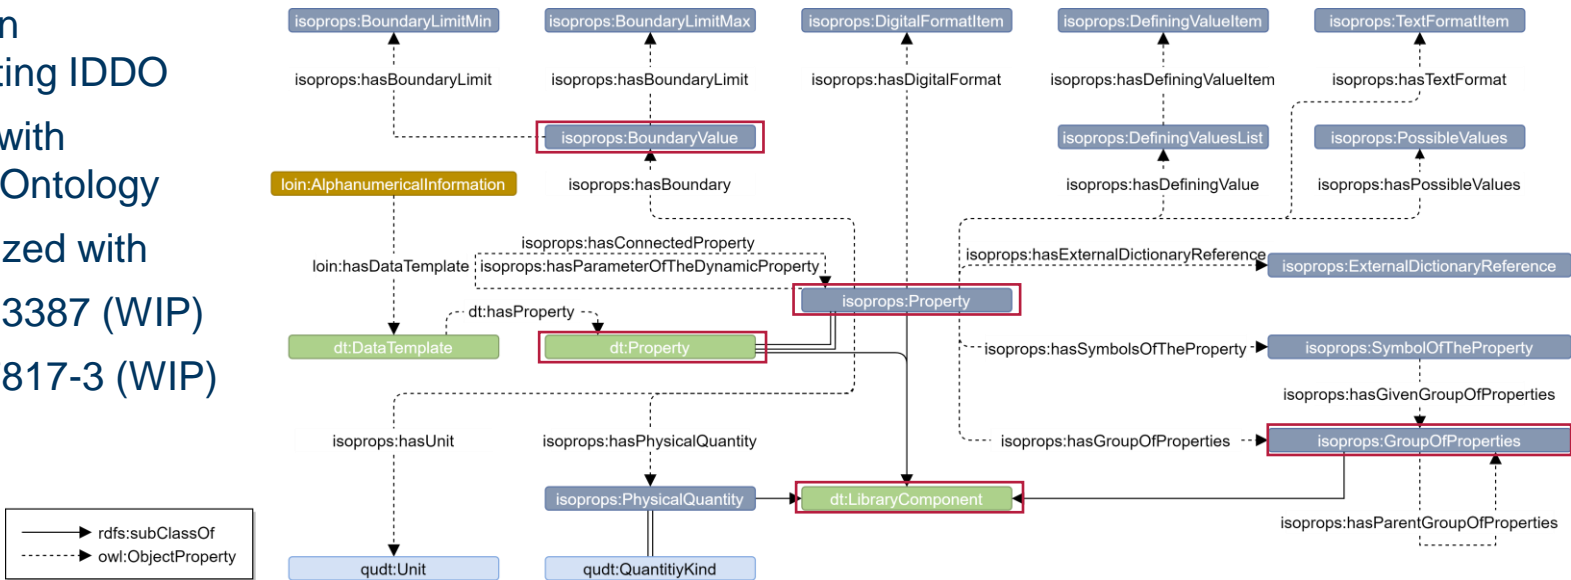 n
ting IDDO
with
Ontology
zed with
3387 (WIP)
817-3 (WIP)
isoprops:BoundaryLimitMin
isoprops:BoundaryLimitMax
isoprops:DigitalFormatItem
isoprops:DefiningValueItem
isoprops:TextFormatItem
isoprops:hasBoundaryLimit
isoprops:hasBoundaryLimit
isoprops:hasDigitalFormat
isoprops:hasDefiningValueItem
isoprops:hasTextFormat
isoprops:BoundaryValue
isoprops:DefiningValuesList
isoprops:PossibleValues
loin:AlphanumericalInformation
isoprops:hasBoundary
isoprops:hasDefiningValue
isoprops:hasPossibleValues
isoprops:hasConnectedProperty
isoprops:hasExternalDictionaryReference
loin:hasDataTemplate
isoprops:hasParameterOfTheDynamicProperty
isoprops:ExternalDictionaryReference
isoprops:Property
dt:hasProperty
dt:DataTemplate
dt:Property
isoprops:hasSymbolsOfTheProperty
isoprops:SymbolOfTheProperty
isoprops:hasGivenGroupOfProperties
isoprops:hasUnit
isoprops:hasPhysicalQuantity
isoprops:hasGroupOfProperties
isoprops:GroupOfProperties
isoprops:PhysicalQuantity
dt:LibraryComponent
isoprops:hasParentGroupOfProperties
rdfs:subClassOf
owl:ObjectProperty
qudt:Unit
qudt:QuantitiyKind